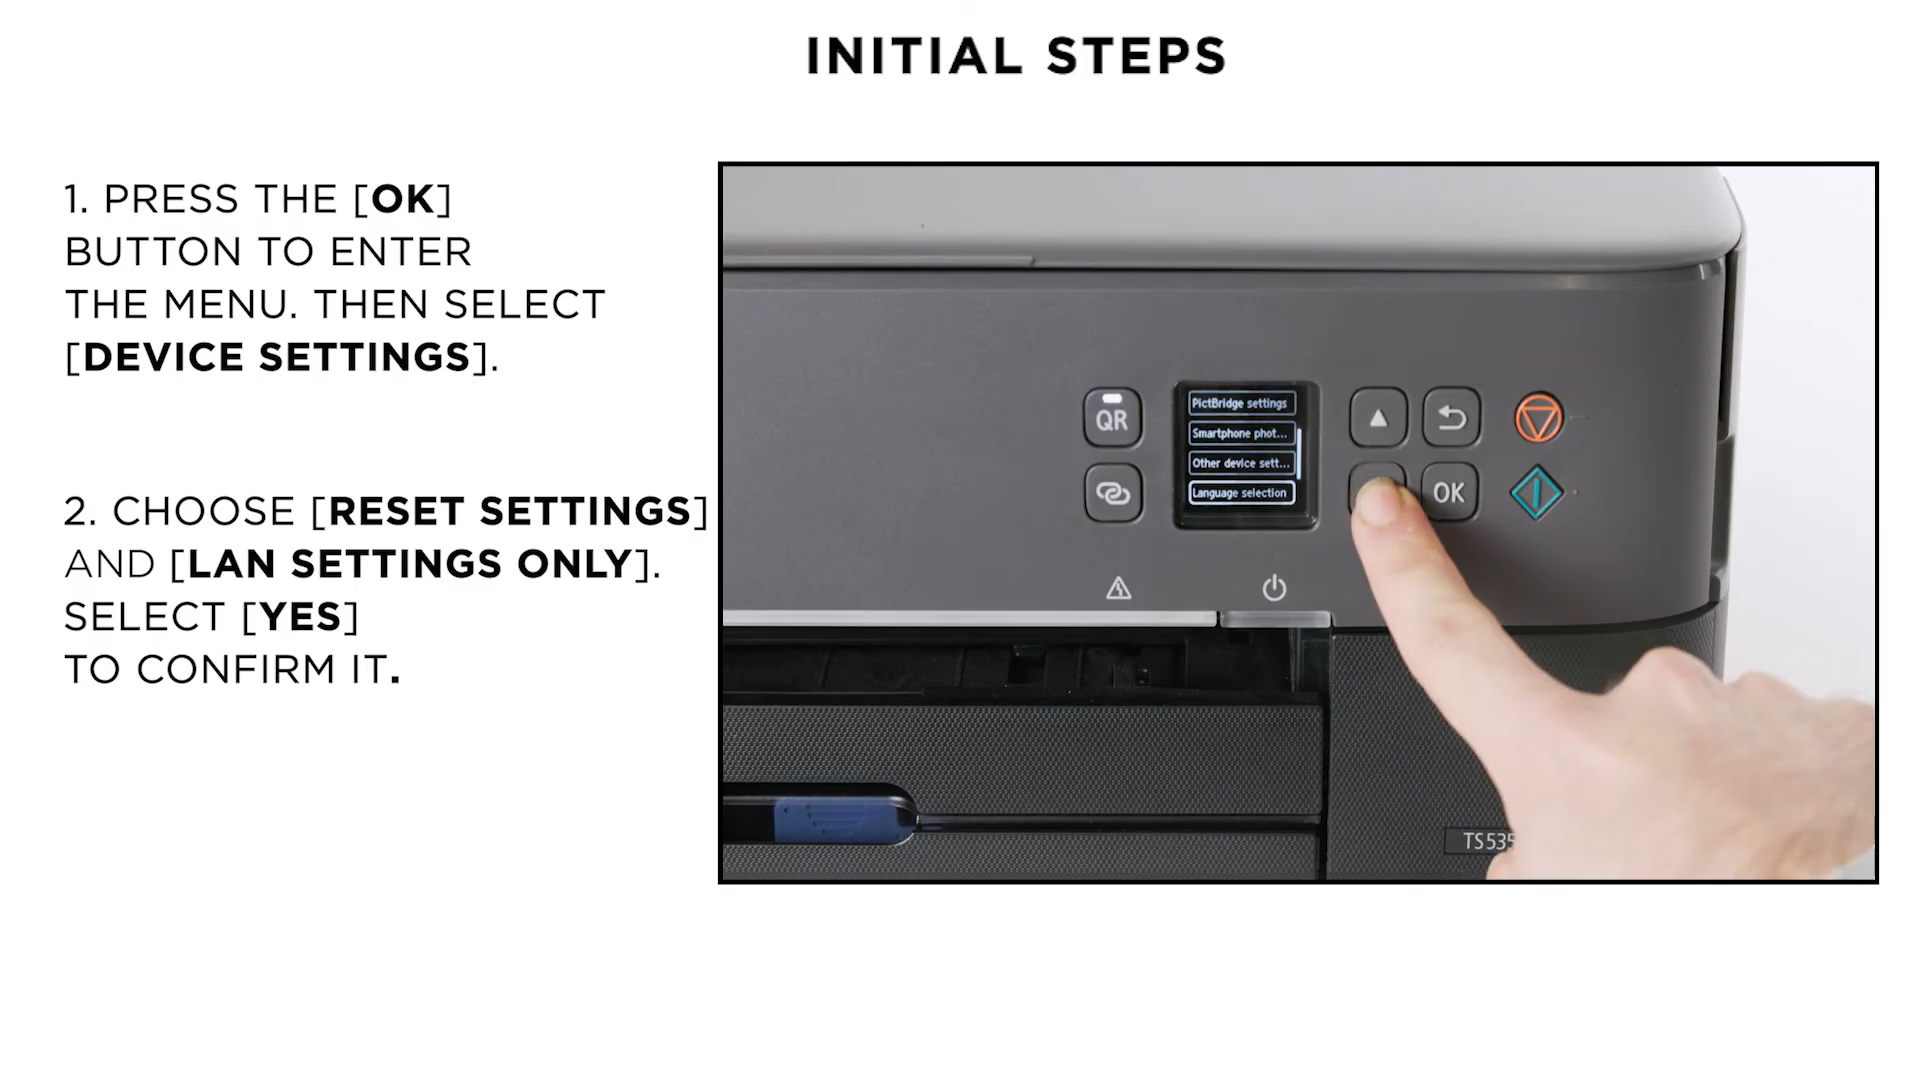 INITIAL STEPS
1. PRESS THE [OK]
BUTTON TO ENTER
THE MENU. THEN SELECT
[DEVICE SETTINGS].
2. CHOOSE [RESET SETTINGS]
AND [LAN SETTINGS ONLY].
SELECT [YES]
TO CONFIRM IT.
QR
PictBridge settings
Smartphone phot...
Other device sett...
Language selection
OK
TS535